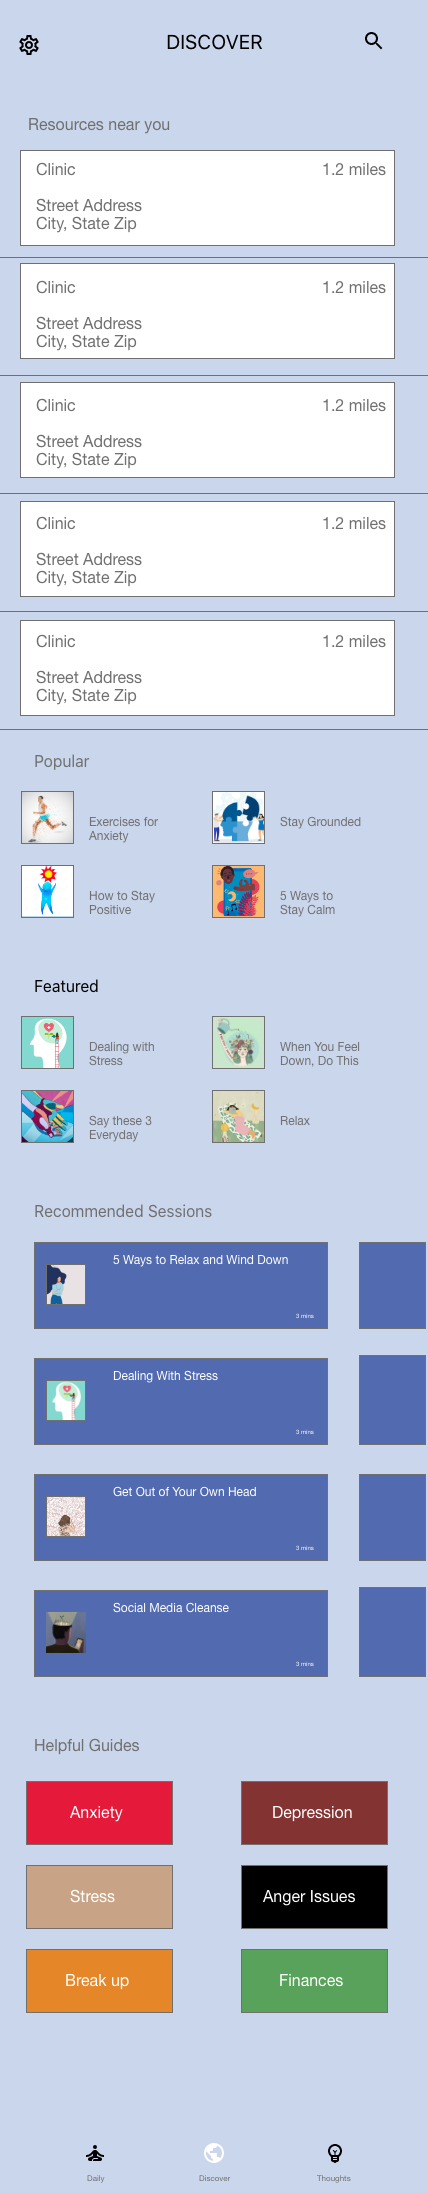 DISCOVER
Resources near you
Clinic 1.2 miles
Street Address
City, State Zip
Clinic 1.2 miles
Street Address
City, State Zip
Clinic 1.2 miles
Street Address
City, State Zip
Clinic 1.2 miles
Street Address
City, State Zip
Clinic 1.2 miles
Street Address
City, State Zip
Popular
Exercises for
Anxiety
Stay Grounded
How to Stay
Positive
5 Ways to
Stay Calm
Featured
Dealing with
Stress
When You Feel
Down, Do This
Say these 3
Everyday
Relax
Recommended Sessions
5 Ways to Relax and Wind Down
3 mins
Dealing With Stress
3 mins
Get Out of Your Own Head
3 mins
Social Media Cleanse
3 mins
Helpful Guides
Anxiety
Depression
Stress
Anger Issues
Break up
Finances
Daily
Discover
Thoughts